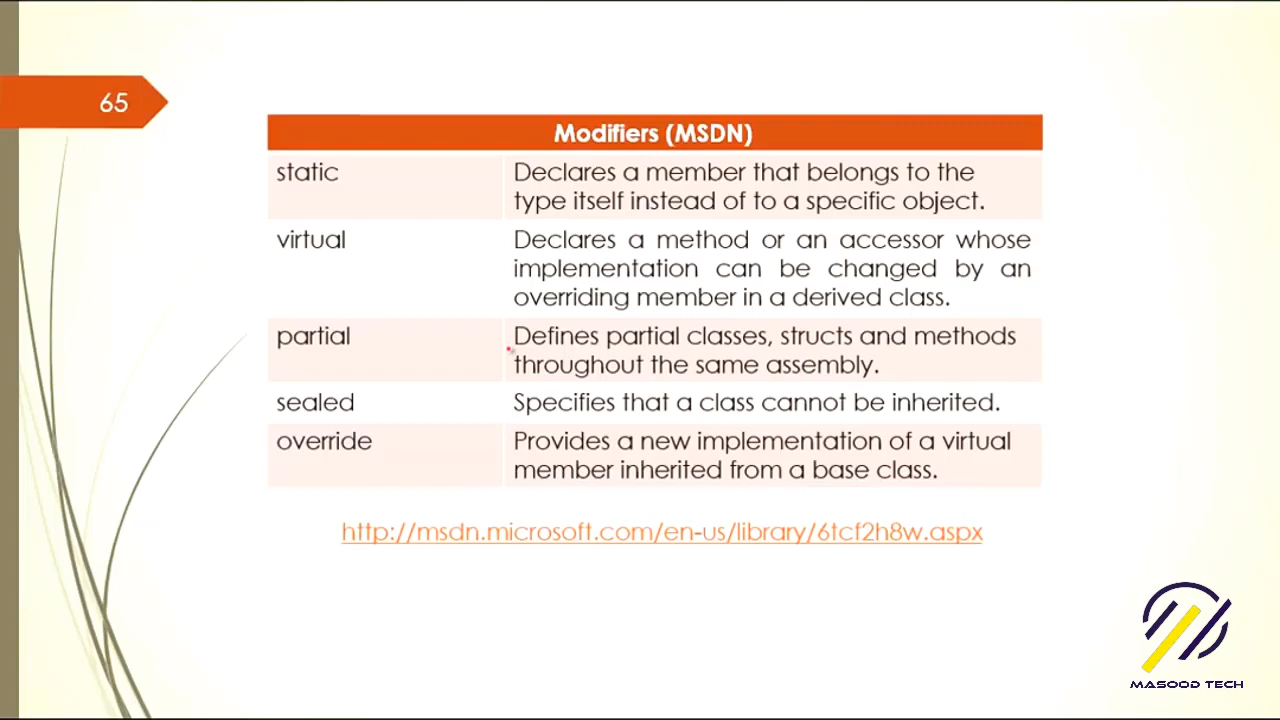 65
Modifiers (MSDN)
static
Declares a member that belongs to the
type itself instead of to a specific object.
virtual
Declares a method or an accessor whose
implementation can be changed by an
overriding member in a derived class.
partial
Defines partial classes, structs and methods
throughout the same assembly.
sealed
Specifies that a class cannot be inherited.
override
Provides a new implementation of a virtual
member inherited from a base class.
http://msdn.microsoft.com/en-us/library/6tcf2h8w.aspx
MASOOD TECH